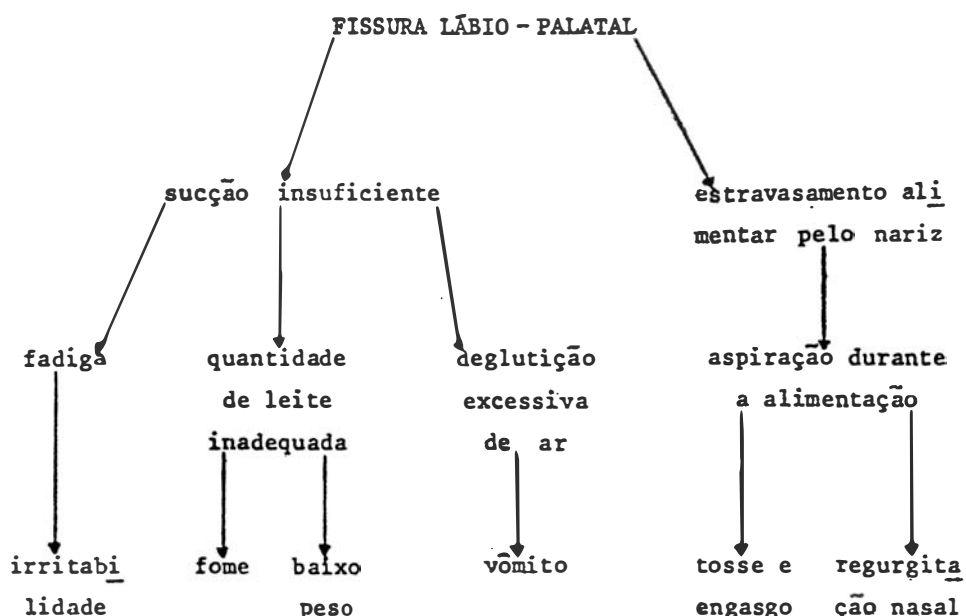 FISSURA LÁBIO - PALATAL
sucção insuficiente
estravasamento ali
mentar pelo nariz
fadiga
quantidade
de leite
inadequada
deglutição
excessiva
de ar
aspiração durante
a alimentação
irritabi
lidade
fome
baixo
peso
vômito
tosse e
engasgo
regurgita
ção nasal